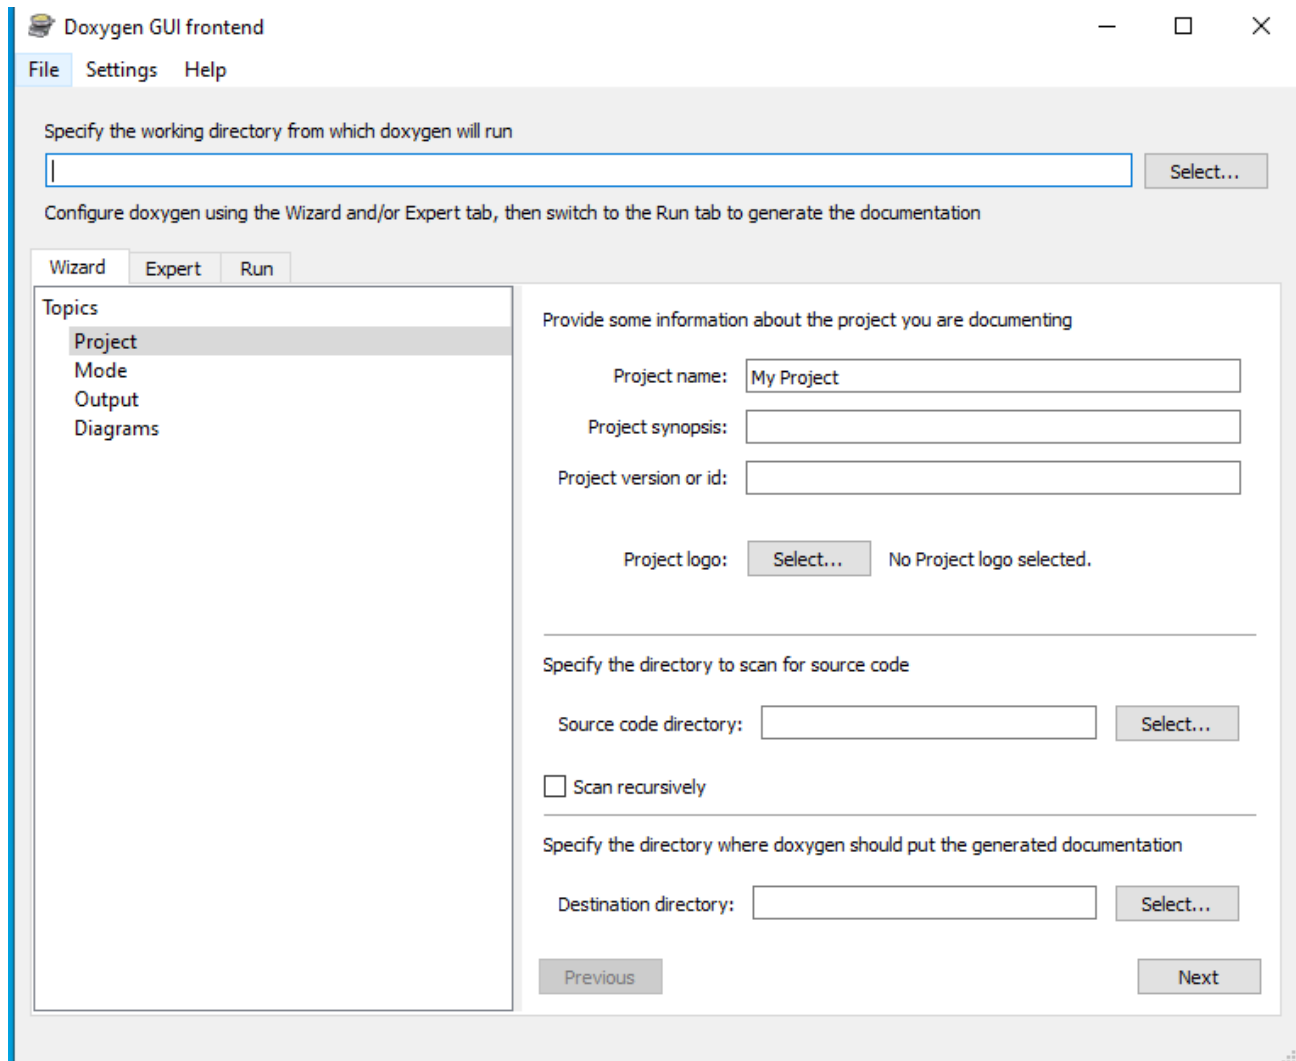 Doxygen GUI frontend
File Settings Help
Specify the working directory from which doxygen will run
Select...
Configure doxygen using the Wizard and/or Expert tab, then switch to the Run tab to generate the documentation
Wizard Expert Run
Topics
Project
Mode
Output
Diagrams
Provide some information about the project you are documenting
Project name: My Project
Project synopsis:
Project version or id:
Project logo: Select... No Project logo selected.
Specify the directory to scan for source code
Source code directory: Select...
Scan recursively
Specify the directory where doxygen should put the generated documentation
Destination directory: Select...
Previous Next